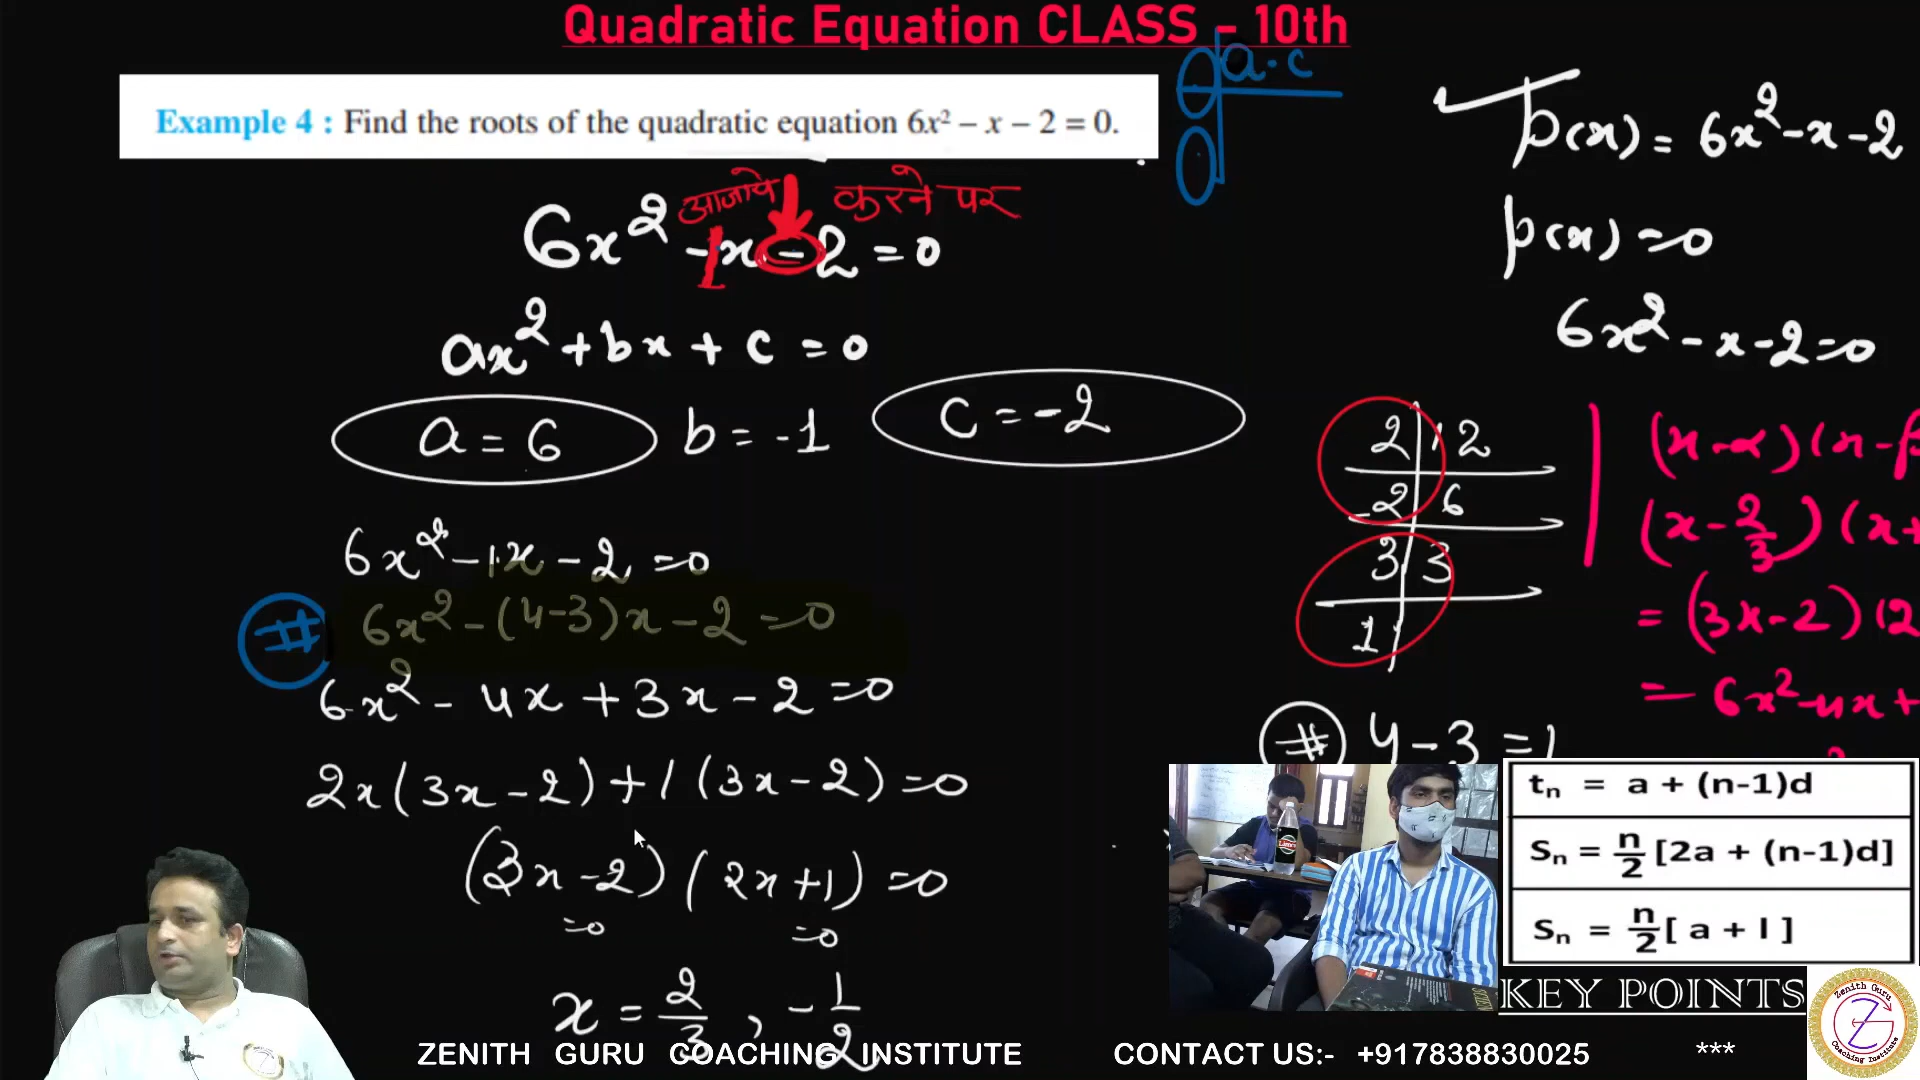 Quadratic Equation CLASS - 10th
a.c
Example 4 : Find the roots of the quadratic equation 6x² – x – 2 = 0.
p(x) = 6x²-x-2
आजाये करने पर
6x² -1x -2 = 0
p(x) = 0
ax² + bx + c = 0
6x² - x - 2 = 0
a = 6 b = -1 c = -2
2 | 12
2 | 6
3 | 3
1 |
(x-α)(x-β
(x-2/3)(x+
= (3x-2)(2
= 6x²-4x+
6x² - 1.x - 2 = 0
# 6x² - (4-3)x - 2 = 0
6x² - 4x + 3x - 2 = 0
# 4-3 = 1
2x(3x-2)+1(3x-2) = 0
(3x-2)(2x+1) = 0
=0 =0
x = 2/3, -1/2
tn = a + (n-1)d
Sn = n/2 [2a + (n-1)d]
Sn = n/2 [ a + l ]
KEY POINTS
Zenith Guru
Coaching Institute
ZENITH GURU COACHING INSTITUTE CONTACT US:- +917838830025 ***